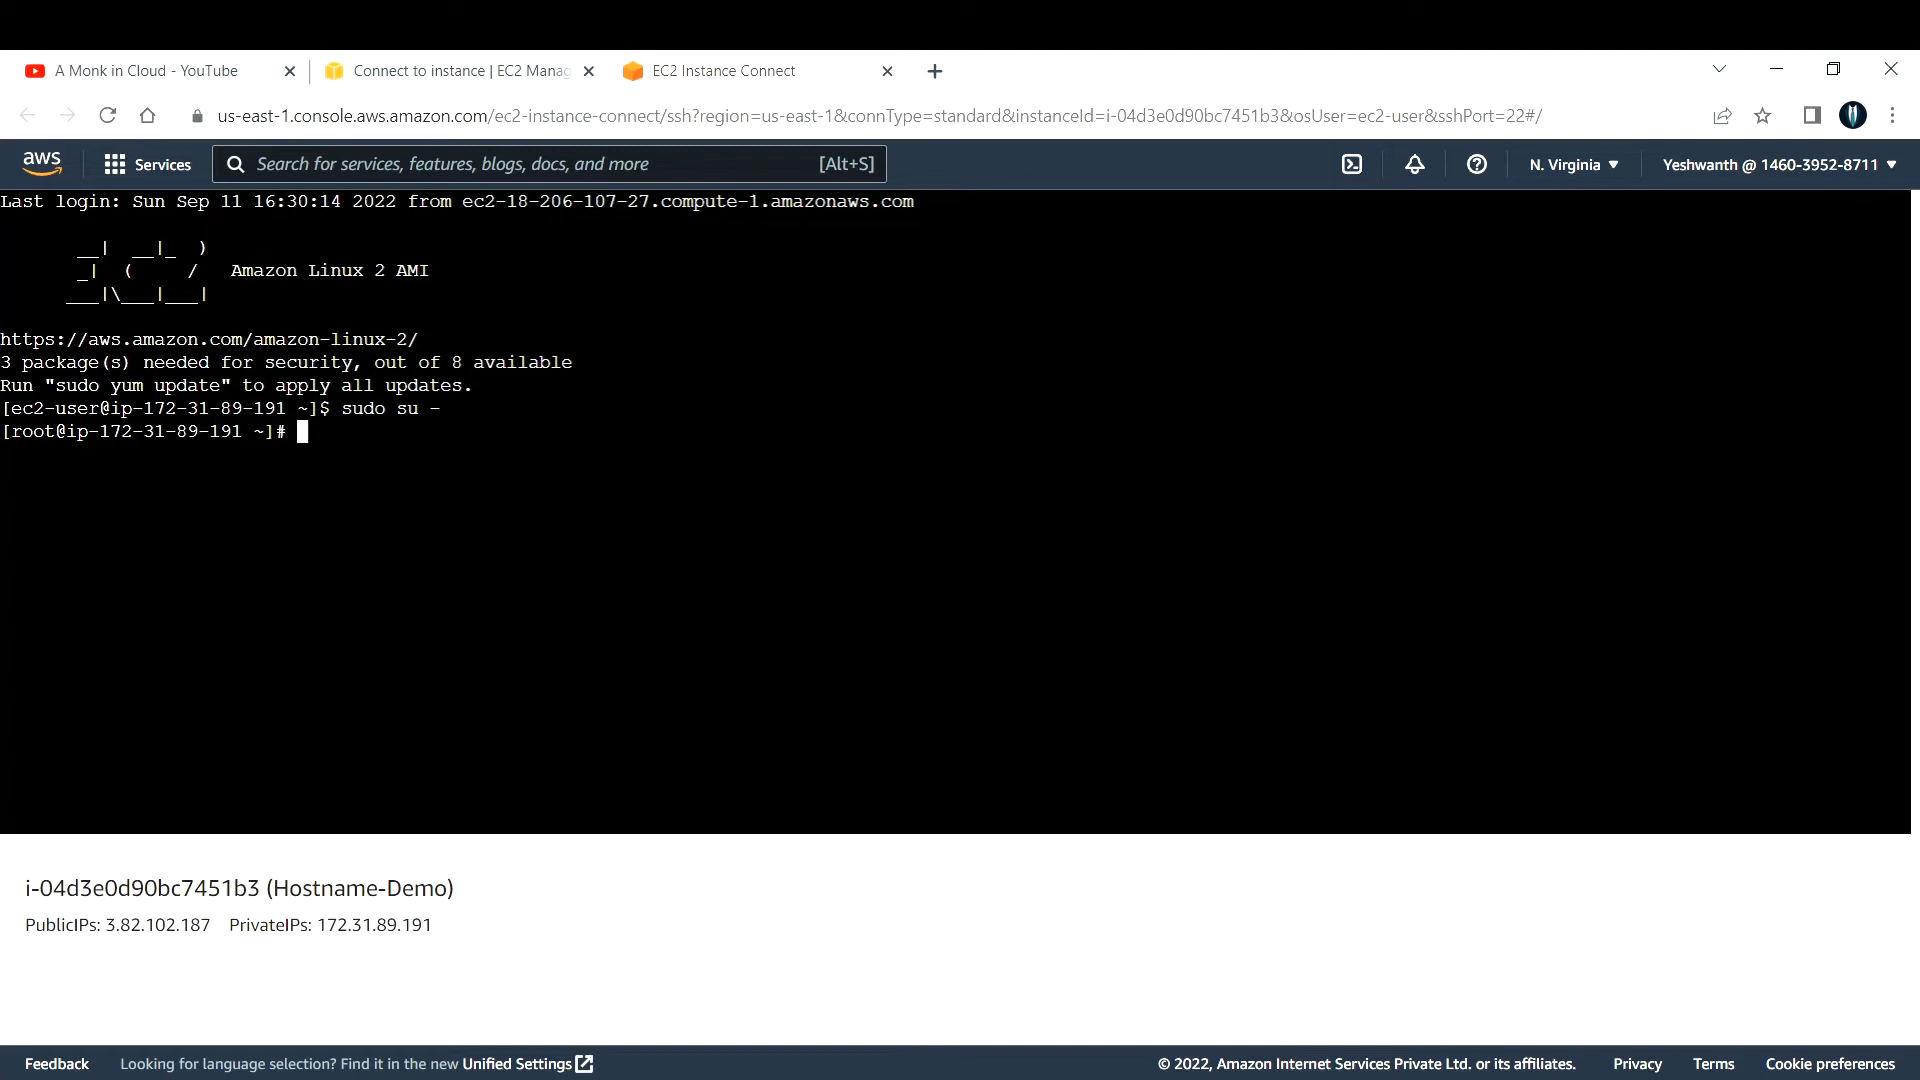 A Monk in Cloud - YouTube
Connect to instance | EC2 Manag
EC2 Instance Connect
us-east-1.console.aws.amazon.com/ec2-instance-connect/ssh?region=us-east-1&connType=standard&instanceId=i-04d3e0d90bc7451b3&osUser=ec2-user&sshPort=22#/
aws
Services
Search for services, features, blogs, docs, and more
[Alt+S]
N. Virginia
Yeshwanth @ 1460-3952-8711
Last login: Sun Sep 11 16:30:14 2022 from ec2-18-206-107-27.compute-1.amazonaws.com
       __|  __|_  )
       _|  (     /   Amazon Linux 2 AMI
      ___|\___|___|
https://aws.amazon.com/amazon-linux-2/
3 package(s) needed for security, out of 8 available
Run "sudo yum update" to apply all updates.
[ec2-user@ip-172-31-89-191 ~]$ sudo su -
[root@ip-172-31-89-191 ~]#
i-04d3e0d90bc7451b3 (Hostname-Demo)
PublicIPs: 3.82.102.187 PrivateIPs: 172.31.89.191
Feedback
Looking for language selection? Find it in the new Unified Settings
© 2022, Amazon Internet Services Private Ltd. or its affiliates.
Privacy
Terms
Cookie preferences